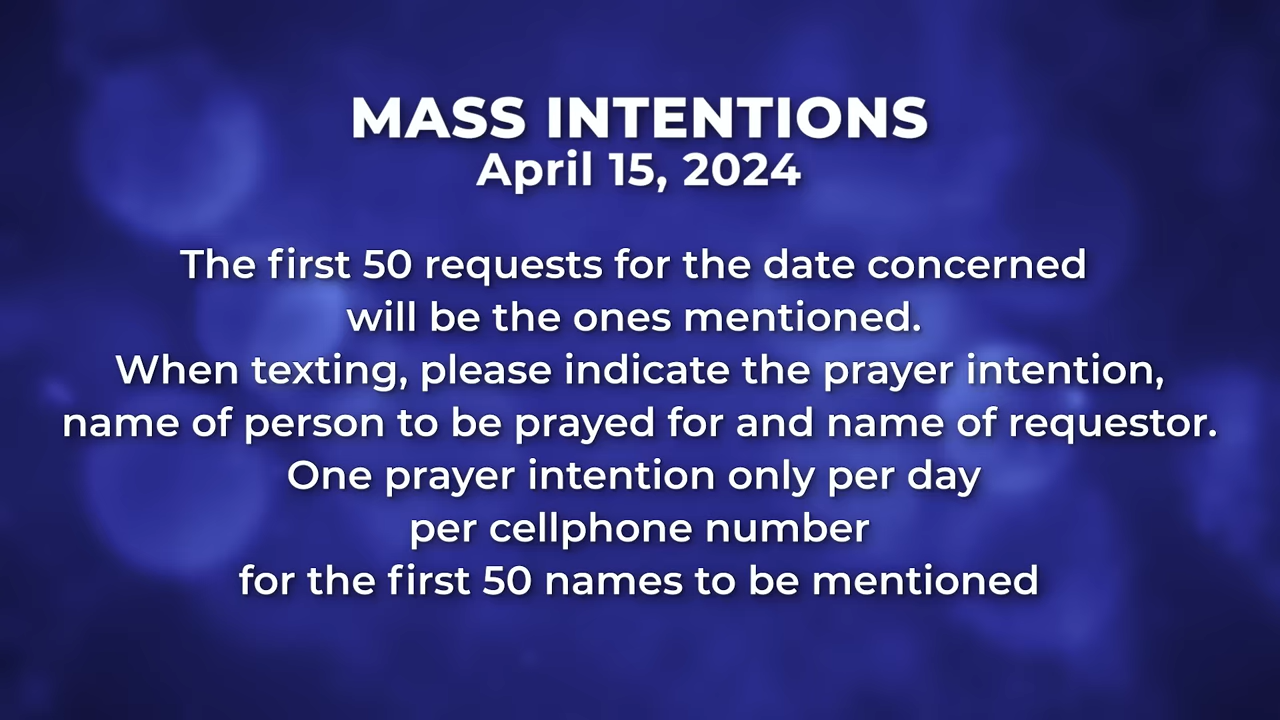 MASS INTENTIONS
April 15, 2024
The first 50 requests for the date concerned
will be the ones mentioned.
When texting, please indicate the prayer intention,
name of person to be prayed for and name of requestor.
One prayer intention only per day
per cellphone number
for the first 50 names to be mentioned